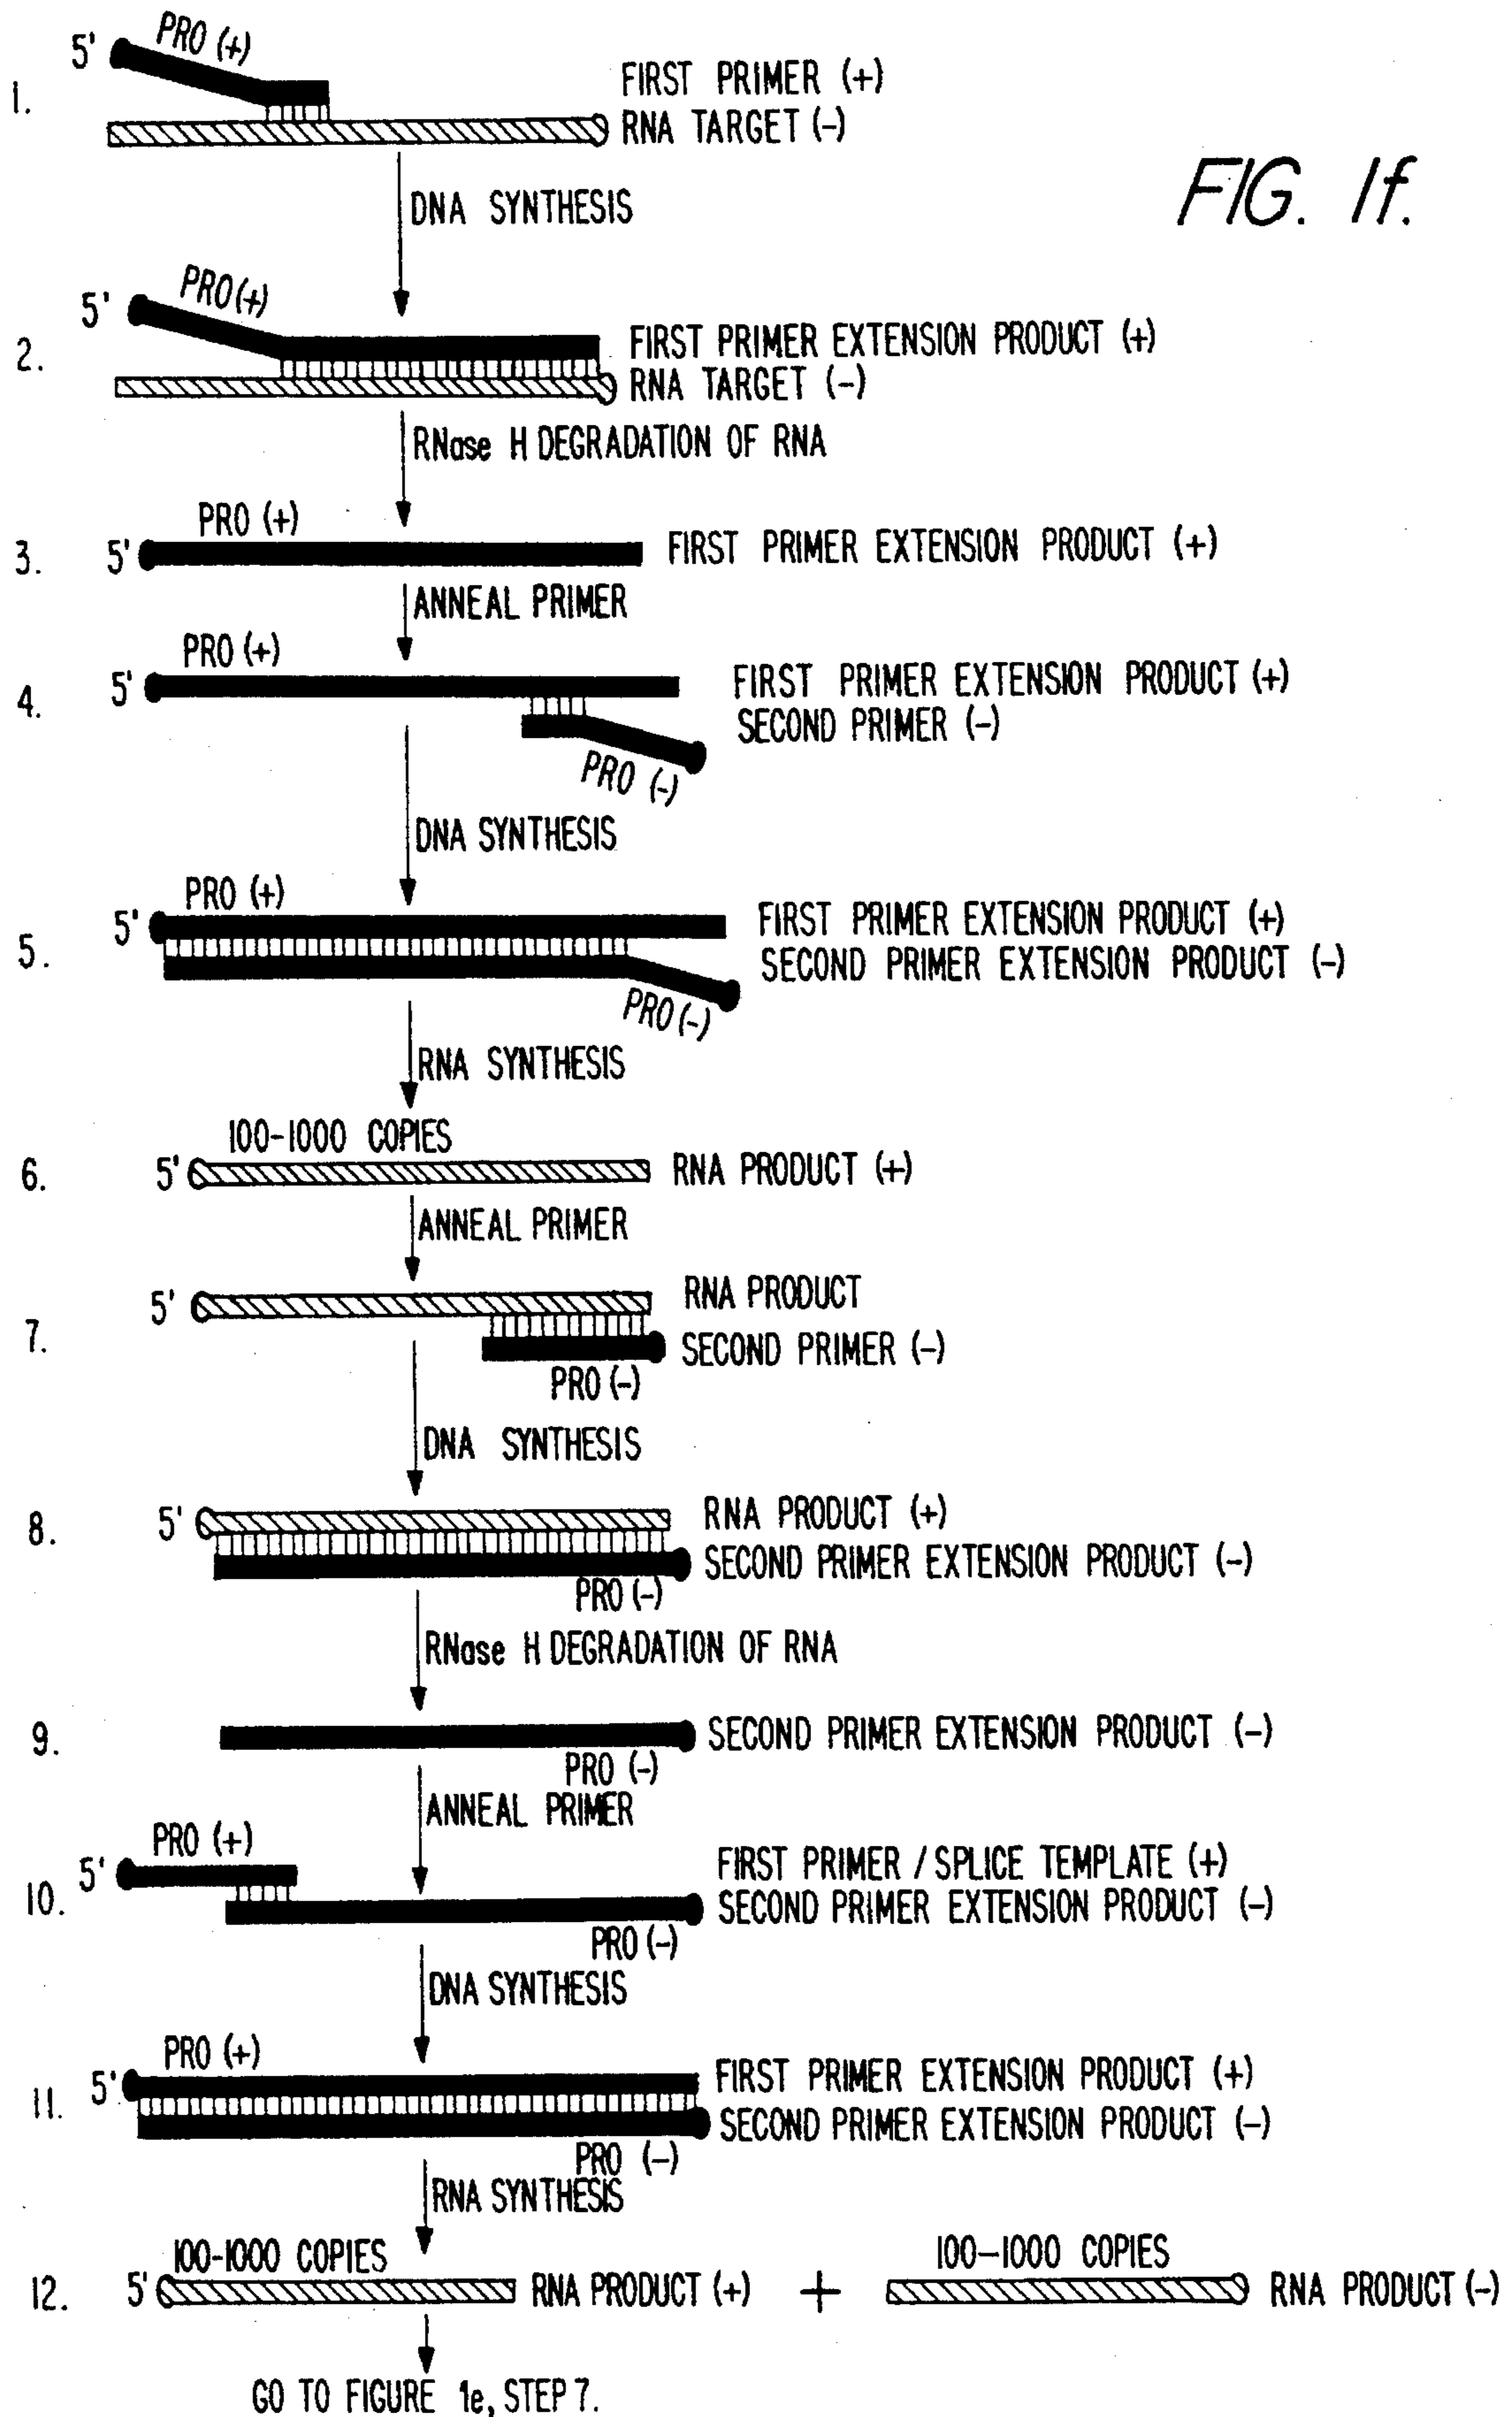 5' PRO (+)
1.
FIRST PRIMER (+)
RNA TARGET (-)
FIG. 1f.
DNA SYNTHESIS
5' PRO (+)
2.
FIRST PRIMER EXTENSION PRODUCT (+)
RNA TARGET (-)
RNase H DEGRADATION OF RNA
PRO (+)
3. 5' FIRST PRIMER EXTENSION PRODUCT (+)
ANNEAL PRIMER
PRO (+)
4. 5' FIRST PRIMER EXTENSION PRODUCT (+)
SECOND PRIMER (-)
PRO (-)
DNA SYNTHESIS
PRO (+)
5. 5' FIRST PRIMER EXTENSION PRODUCT (+)
SECOND PRIMER EXTENSION PRODUCT (-)
PRO (-)
RNA SYNTHESIS
100-1000 COPIES
6. 5' RNA PRODUCT (+)
ANNEAL PRIMER
7. 5' RNA PRODUCT
SECOND PRIMER (-)
PRO (-)
DNA SYNTHESIS
8. 5' RNA PRODUCT (+)
SECOND PRIMER EXTENSION PRODUCT (-)
PRO (-)
RNase H DEGRADATION OF RNA
9. SECOND PRIMER EXTENSION PRODUCT (-)
PRO (-)
ANNEAL PRIMER
PRO (+)
10. 5' FIRST PRIMER / SPLICE TEMPLATE (+)
SECOND PRIMER EXTENSION PRODUCT (-)
PRO (-)
DNA SYNTHESIS
PRO (+)
11. 5' FIRST PRIMER EXTENSION PRODUCT (+)
SECOND PRIMER EXTENSION PRODUCT (-)
PRO (-)
RNA SYNTHESIS
100-1000 COPIES 100-1000 COPIES
12. 5' RNA PRODUCT (+) + RNA PRODUCT (-)
GO TO FIGURE 1e, STEP 7.